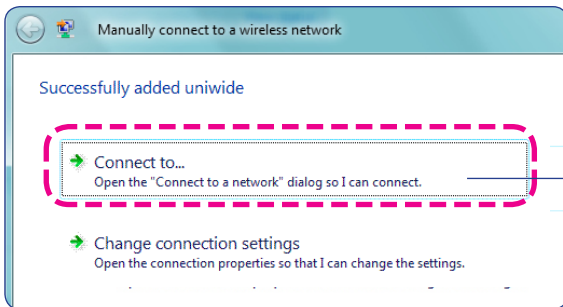 Manually connect to a wireless network
Successfully added uniwide
Connect to...
Open the "Connect to a network" dialog so I can connect.
Change connection settings
Open the connection properties so that I can change the settings.